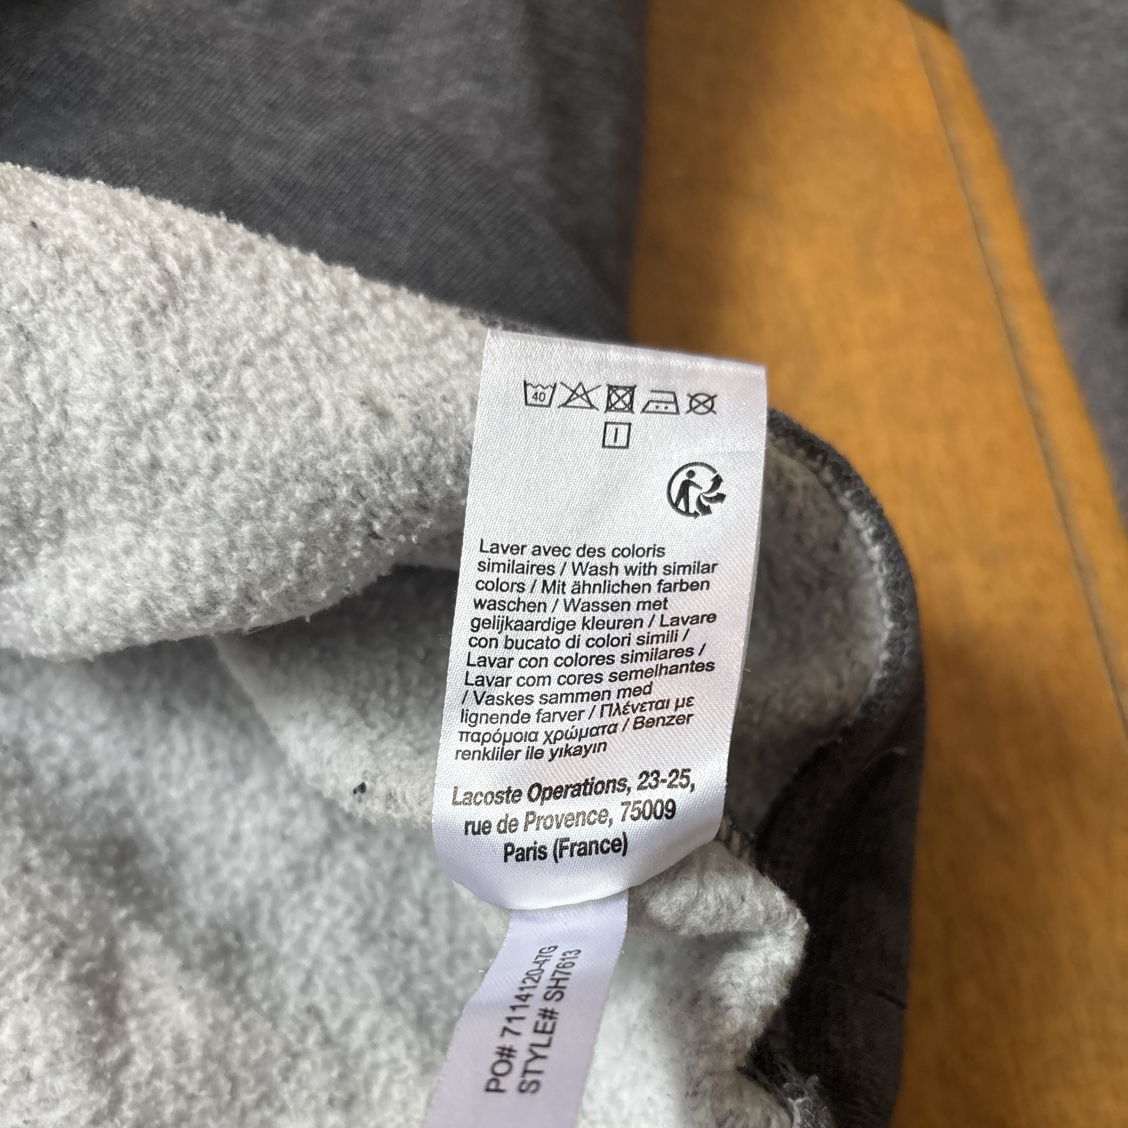 40
Laver avec des coloris
similaires / Wash with similar
colors / Mit ähnlichen farben
waschen / Wassen met
gelijkaardige kleuren / Lavare
con bucato di colori simili /
Lavar con colores similares /
Lavar com cores semelhantes
/ Vaskes sammen med
lignende farver / Πλένεται με
παρόμοια χρώματα / Benzer
renkliler ile yıkayın
Lacoste Operations, 23-25,
rue de Provence, 75009
Paris (France)
PO# 7114120-47G
STYLE# SH7613